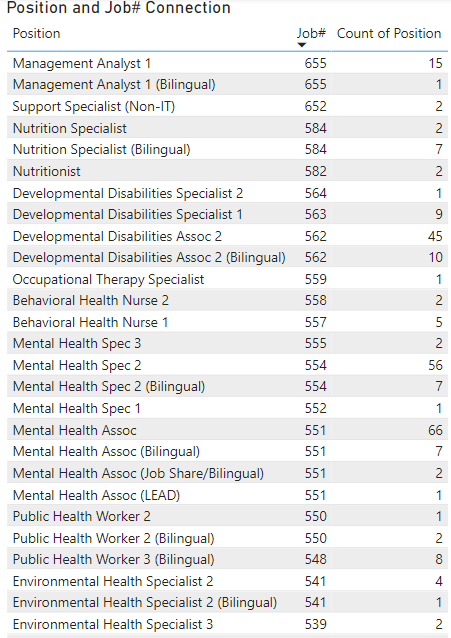 Position and Job# Connection
Position Job# Count of Position
Management Analyst 1 655 15
Management Analyst 1 (Bilingual) 655 1
Support Specialist (Non-IT) 652 2
Nutrition Specialist 584 2
Nutrition Specialist (Bilingual) 584 7
Nutritionist 582 2
Developmental Disabilities Specialist 2 564 1
Developmental Disabilities Specialist 1 563 9
Developmental Disabilities Assoc 2 562 45
Developmental Disabilities Assoc 2 (Bilingual) 562 10
Occupational Therapy Specialist 559 1
Behavioral Health Nurse 2 558 2
Behavioral Health Nurse 1 557 5
Mental Health Spec 3 555 2
Mental Health Spec 2 554 56
Mental Health Spec 2 (Bilingual) 554 7
Mental Health Spec 1 552 1
Mental Health Assoc 551 66
Mental Health Assoc (Bilingual) 551 7
Mental Health Assoc (Job Share/Bilingual) 551 2
Mental Health Assoc (LEAD) 551 1
Public Health Worker 2 550 1
Public Health Worker 2 (Bilingual) 550 2
Public Health Worker 3 (Bilingual) 548 8
Environmental Health Specialist 2 541 4
Environmental Health Specialist 2 (Bilingual) 541 1
Environmental Health Specialist 3 539 2